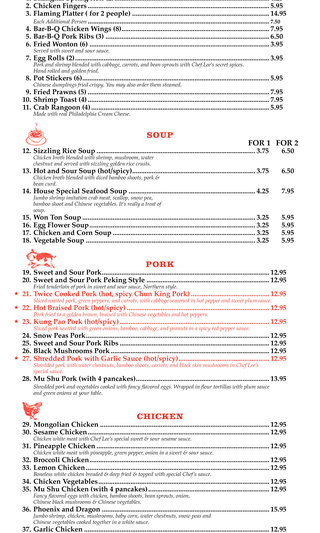 2. Chicken Fingers 5.95
3. Flaming Platter ( for 2 people) 14.95
Each Additional Person 7.50
4. Bar-B-Q Chicken Wings (8) 7.95
5. Bar-B-Q Pork Ribs (3) 6.50
6. Fried Wonton (6) 3.95
Served with sweet and sour sauce.
7. Egg Rolls (2) 3.95
Pork and shrimp blended with cabbage, carrots, and bean sprouts with Chef Lee's secret spices.
Hand rolled and golden fried.
8. Pot Stickers (6) 5.95
Chinese dumplings fried crispy. You may also order them steamed.
9. Fried Prawns (5) 7.95
10. Shrimp Toast (4) 7.95
11. Crab Rangoon (4) 5.95
Made with real Philadelphia Cream Cheese.
SOUP
FOR 1 FOR 2
12. Sizzling Rice Soup 3.75 6.50
Chicken broth blended with shrimp, mushroom, water
chestnut and served with sizzling golden rice crusts.
13. Hot and Sour Soup (hot/spicy) 3.75 6.50
Chicken broth blended with diced bamboo shoots, pork &
bean curd.
14. House Special Seafood Soup 4.25 7.95
Jumbo shrimp imitation crab meat, scallop, snow pea,
bamboo shoot and Chinese vegetables. It's really a treat of
soup.
15. Won Ton Soup 3.25 5.95
16. Egg Flower Soup 3.25 5.95
17. Chicken and Corn Soup 3.25 5.95
18. Vegetable Soup 3.25 5.95
PORK
19. Sweet and Sour Pork 12.95
20. Sweet and Sour Pork Peking Style 12.95
Fried tenderloin of pork in sweet and sour sauce, Northern style.
* 21. Twice Cooked Pork (hot, spicy Chun King Pork) 12.95
Sliced roasted pork, green peppers, and carrots, with cabbage seasoned in hot pepper and sweet plum sauce.
* 22. Hot Braised Pork (hot/spicy) 12.95
Pork fried to a golden brown, braised with Chinese vegetables and hot peppers.
* 23. Kung Pao Pork (hot/spicy) 12.95
Sliced pork sautéed with green onions, bamboo, cabbage, and peanuts in a spicy red pepper sauce.
24. Snow Peas Pork 12.95
25. Sweet and Sour Pork Ribs 12.95
26. Black Mushrooms Pork 12.95
* 27. Shredded Pork with Garlic Sauce (hot/spicy) 12.95
Shredded pork with water chestnuts, bamboo shoots, carrots, and black skin mushrooms in Chef Lee's
special sauce.
28. Mu Shu Pork (with 4 pancakes) 13.95
Shredded pork and vegetables cooked with fancy flavored eggs. Wrapped in flour tortillas with plum sauce
and green onions at your table.
CHICKEN
29. Mongolian Chicken 12.95
30. Sesame Chicken 12.95
Chicken white meat with Chef Lee's special sweet & sour sesame sauce.
31. Pineapple Chicken 12.95
Chicken white meat with pineapple, green pepper, onion in a sweet & sour sauce.
32. Broccoli Chicken 12.95
33. Lemon Chicken 12.95
Boneless white chicken breaded & deep fried & topped with special Chef's sauce.
34. Chicken Vegetables 12.95
35. Mu Shu Chicken (with 4 pancakes) 12.95
Fancy flavored eggs with chicken, bamboo shoots, bean sprouts, onion,
Chinese black mushrooms & Chinese vegetables.
36. Phoenix and Dragon 15.95
Jumbo shrimp, chicken, mushrooms, baby corn, water chestnuts, snow peas and
Chinese vegetables cooked together in a white sauce.
37. Garlic Chicken 12.95